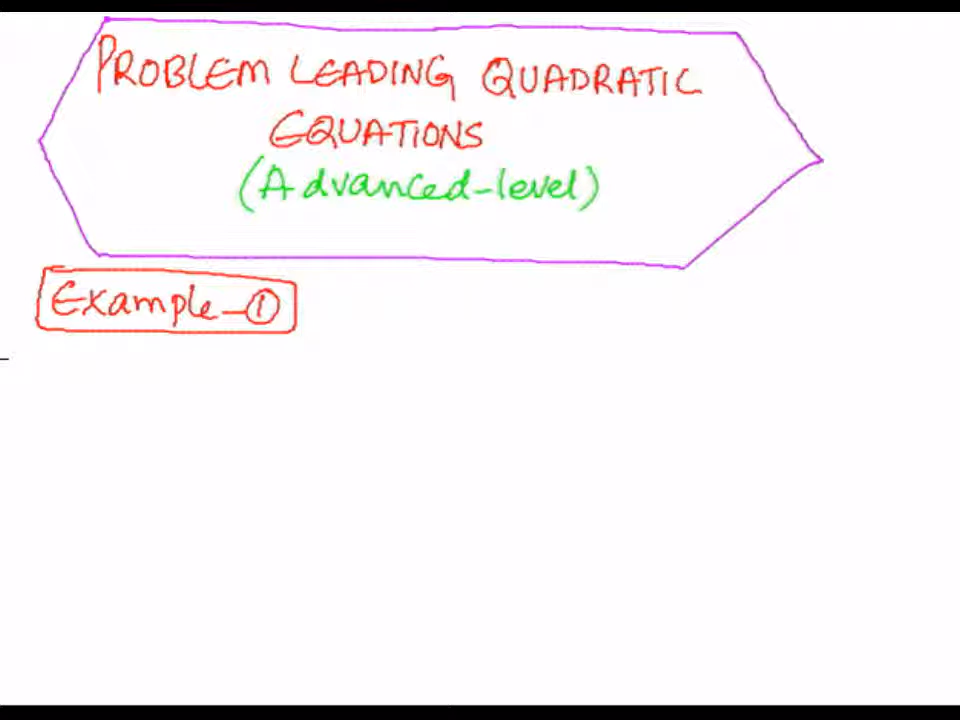 PROBLEM LEADING QUADRATIC
EQUATIONS
(Advanced-level)
Example-①